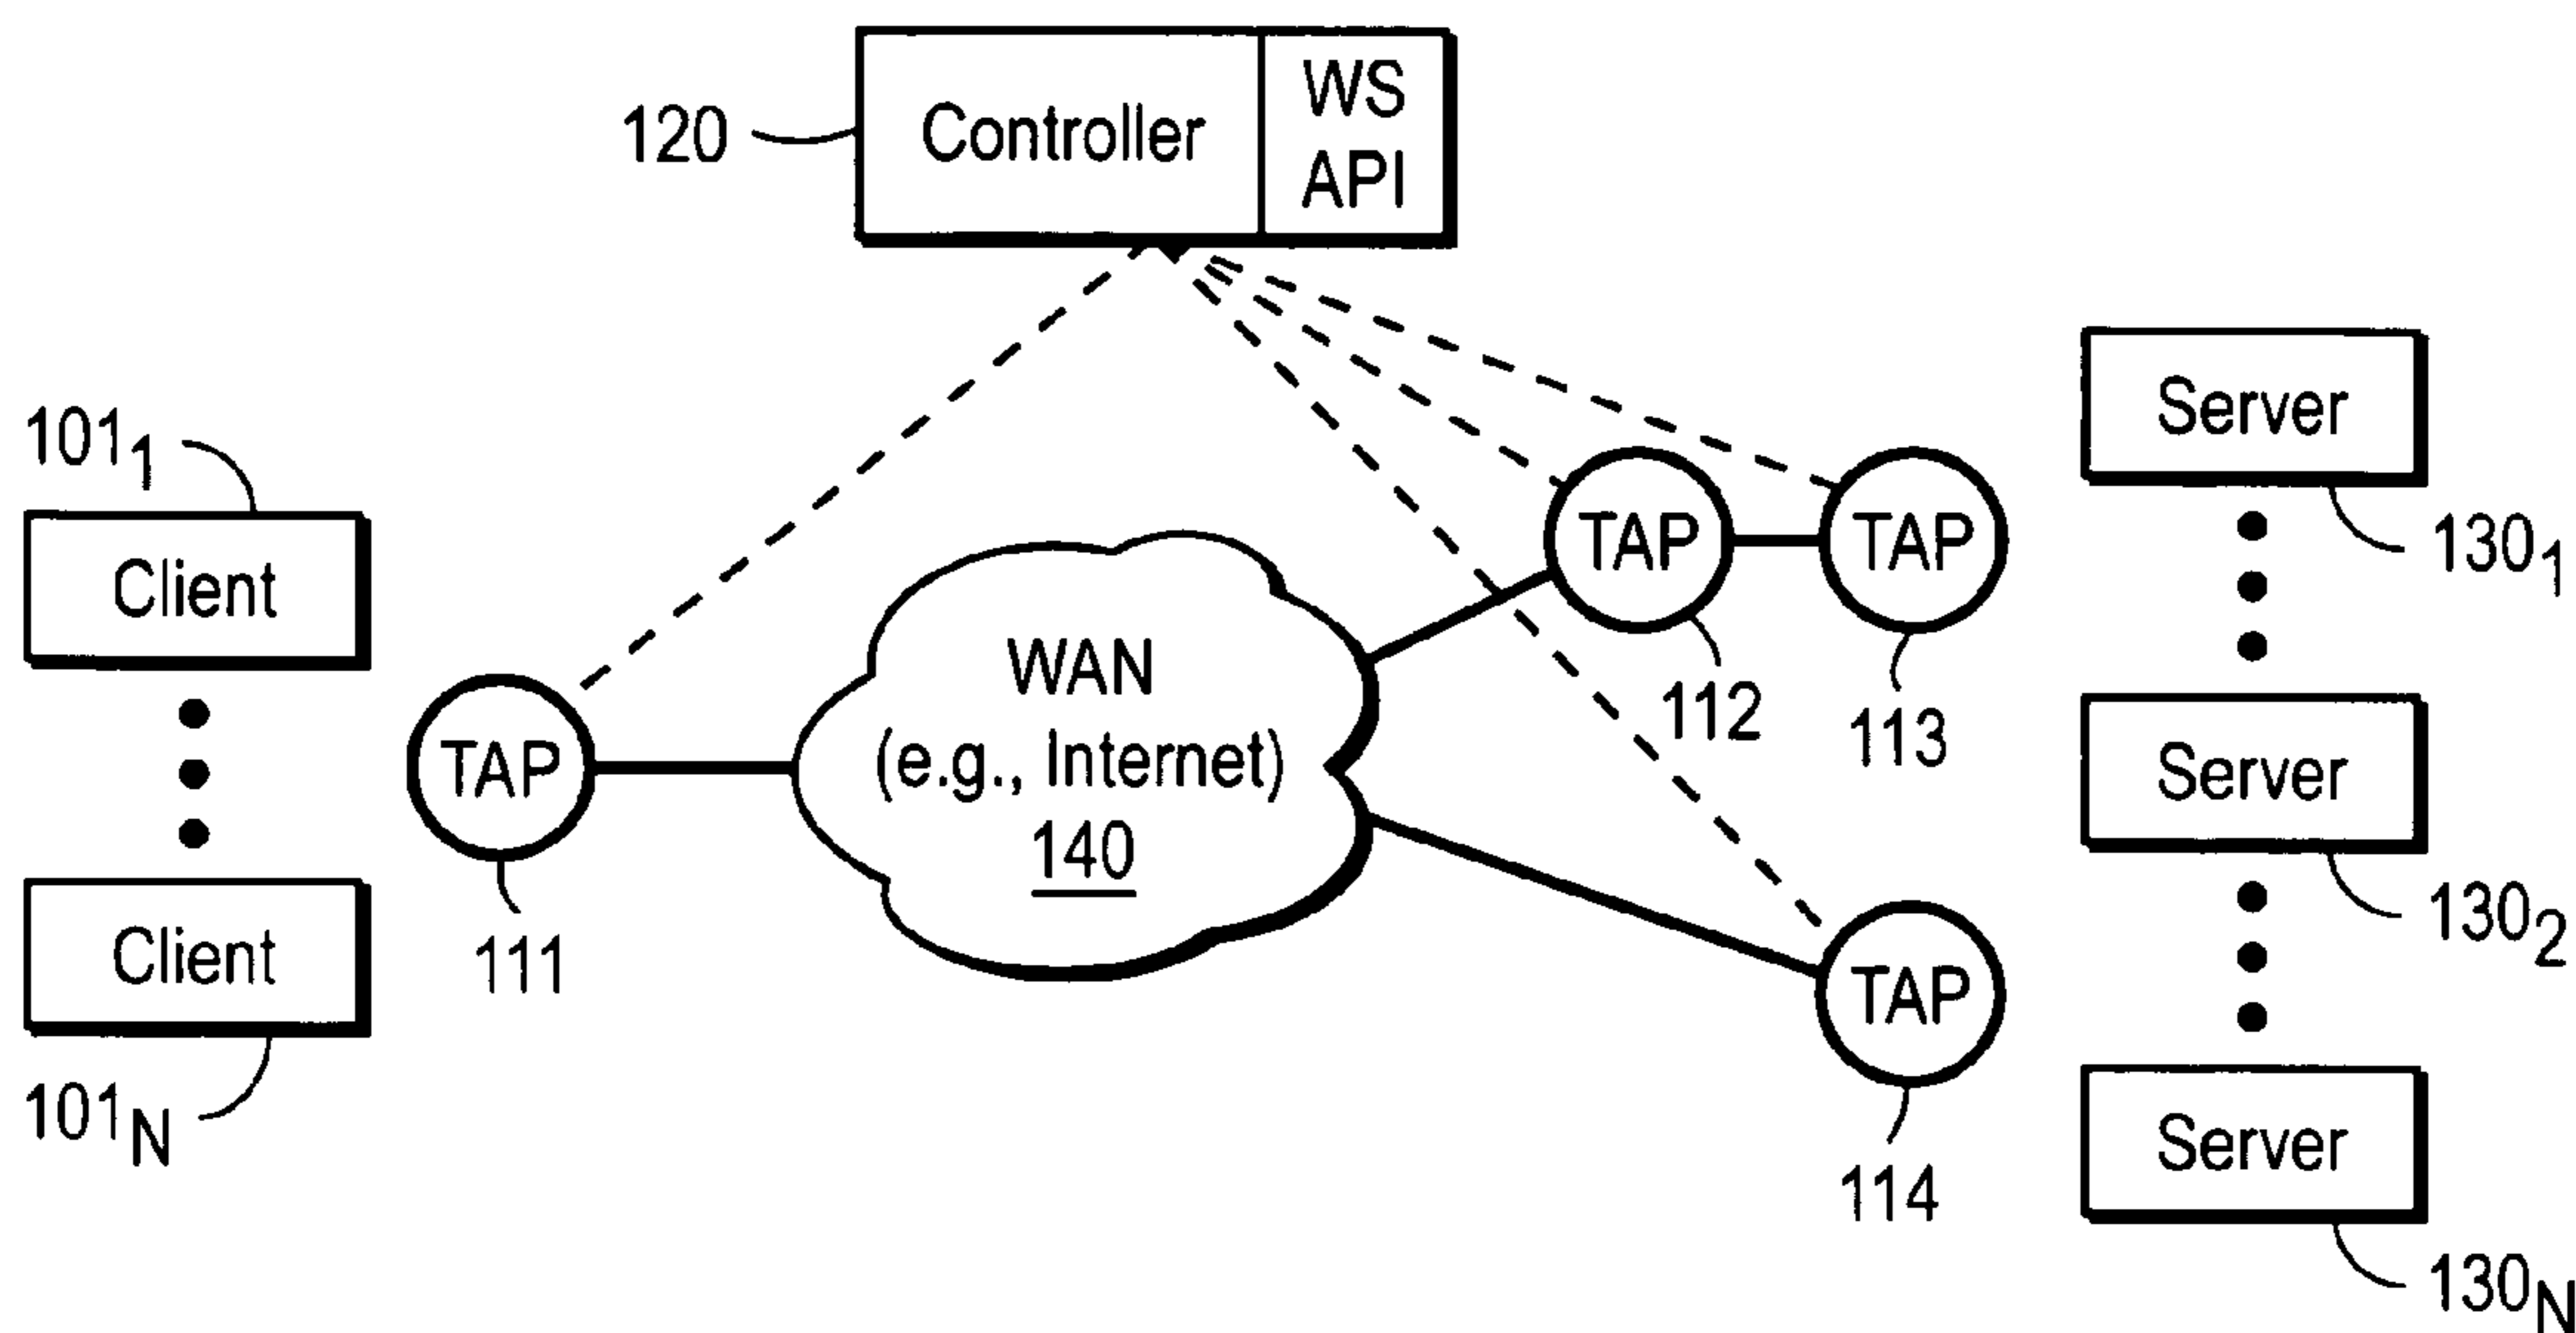 120
Controller
WS
API
101₁
Client
Client
101N
TAP
111
WAN
(e.g., Internet)
140
TAP
112
TAP
113
TAP
114
Server
130₁
Server
130₂
Server
130N